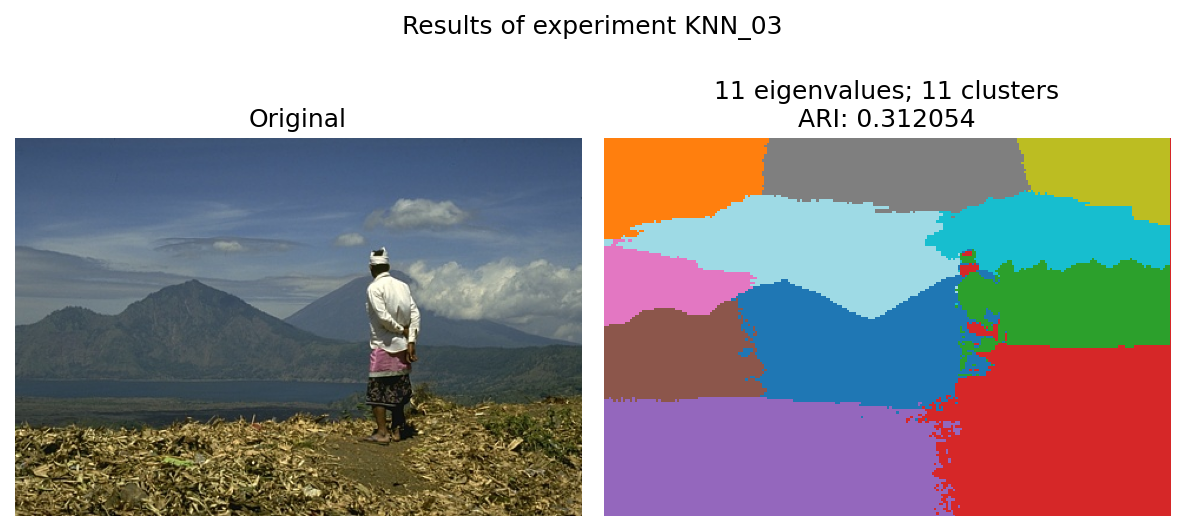 Results of experiment KNN_03
Original
11 eigenvalues; 11 clusters
ARI: 0.312054